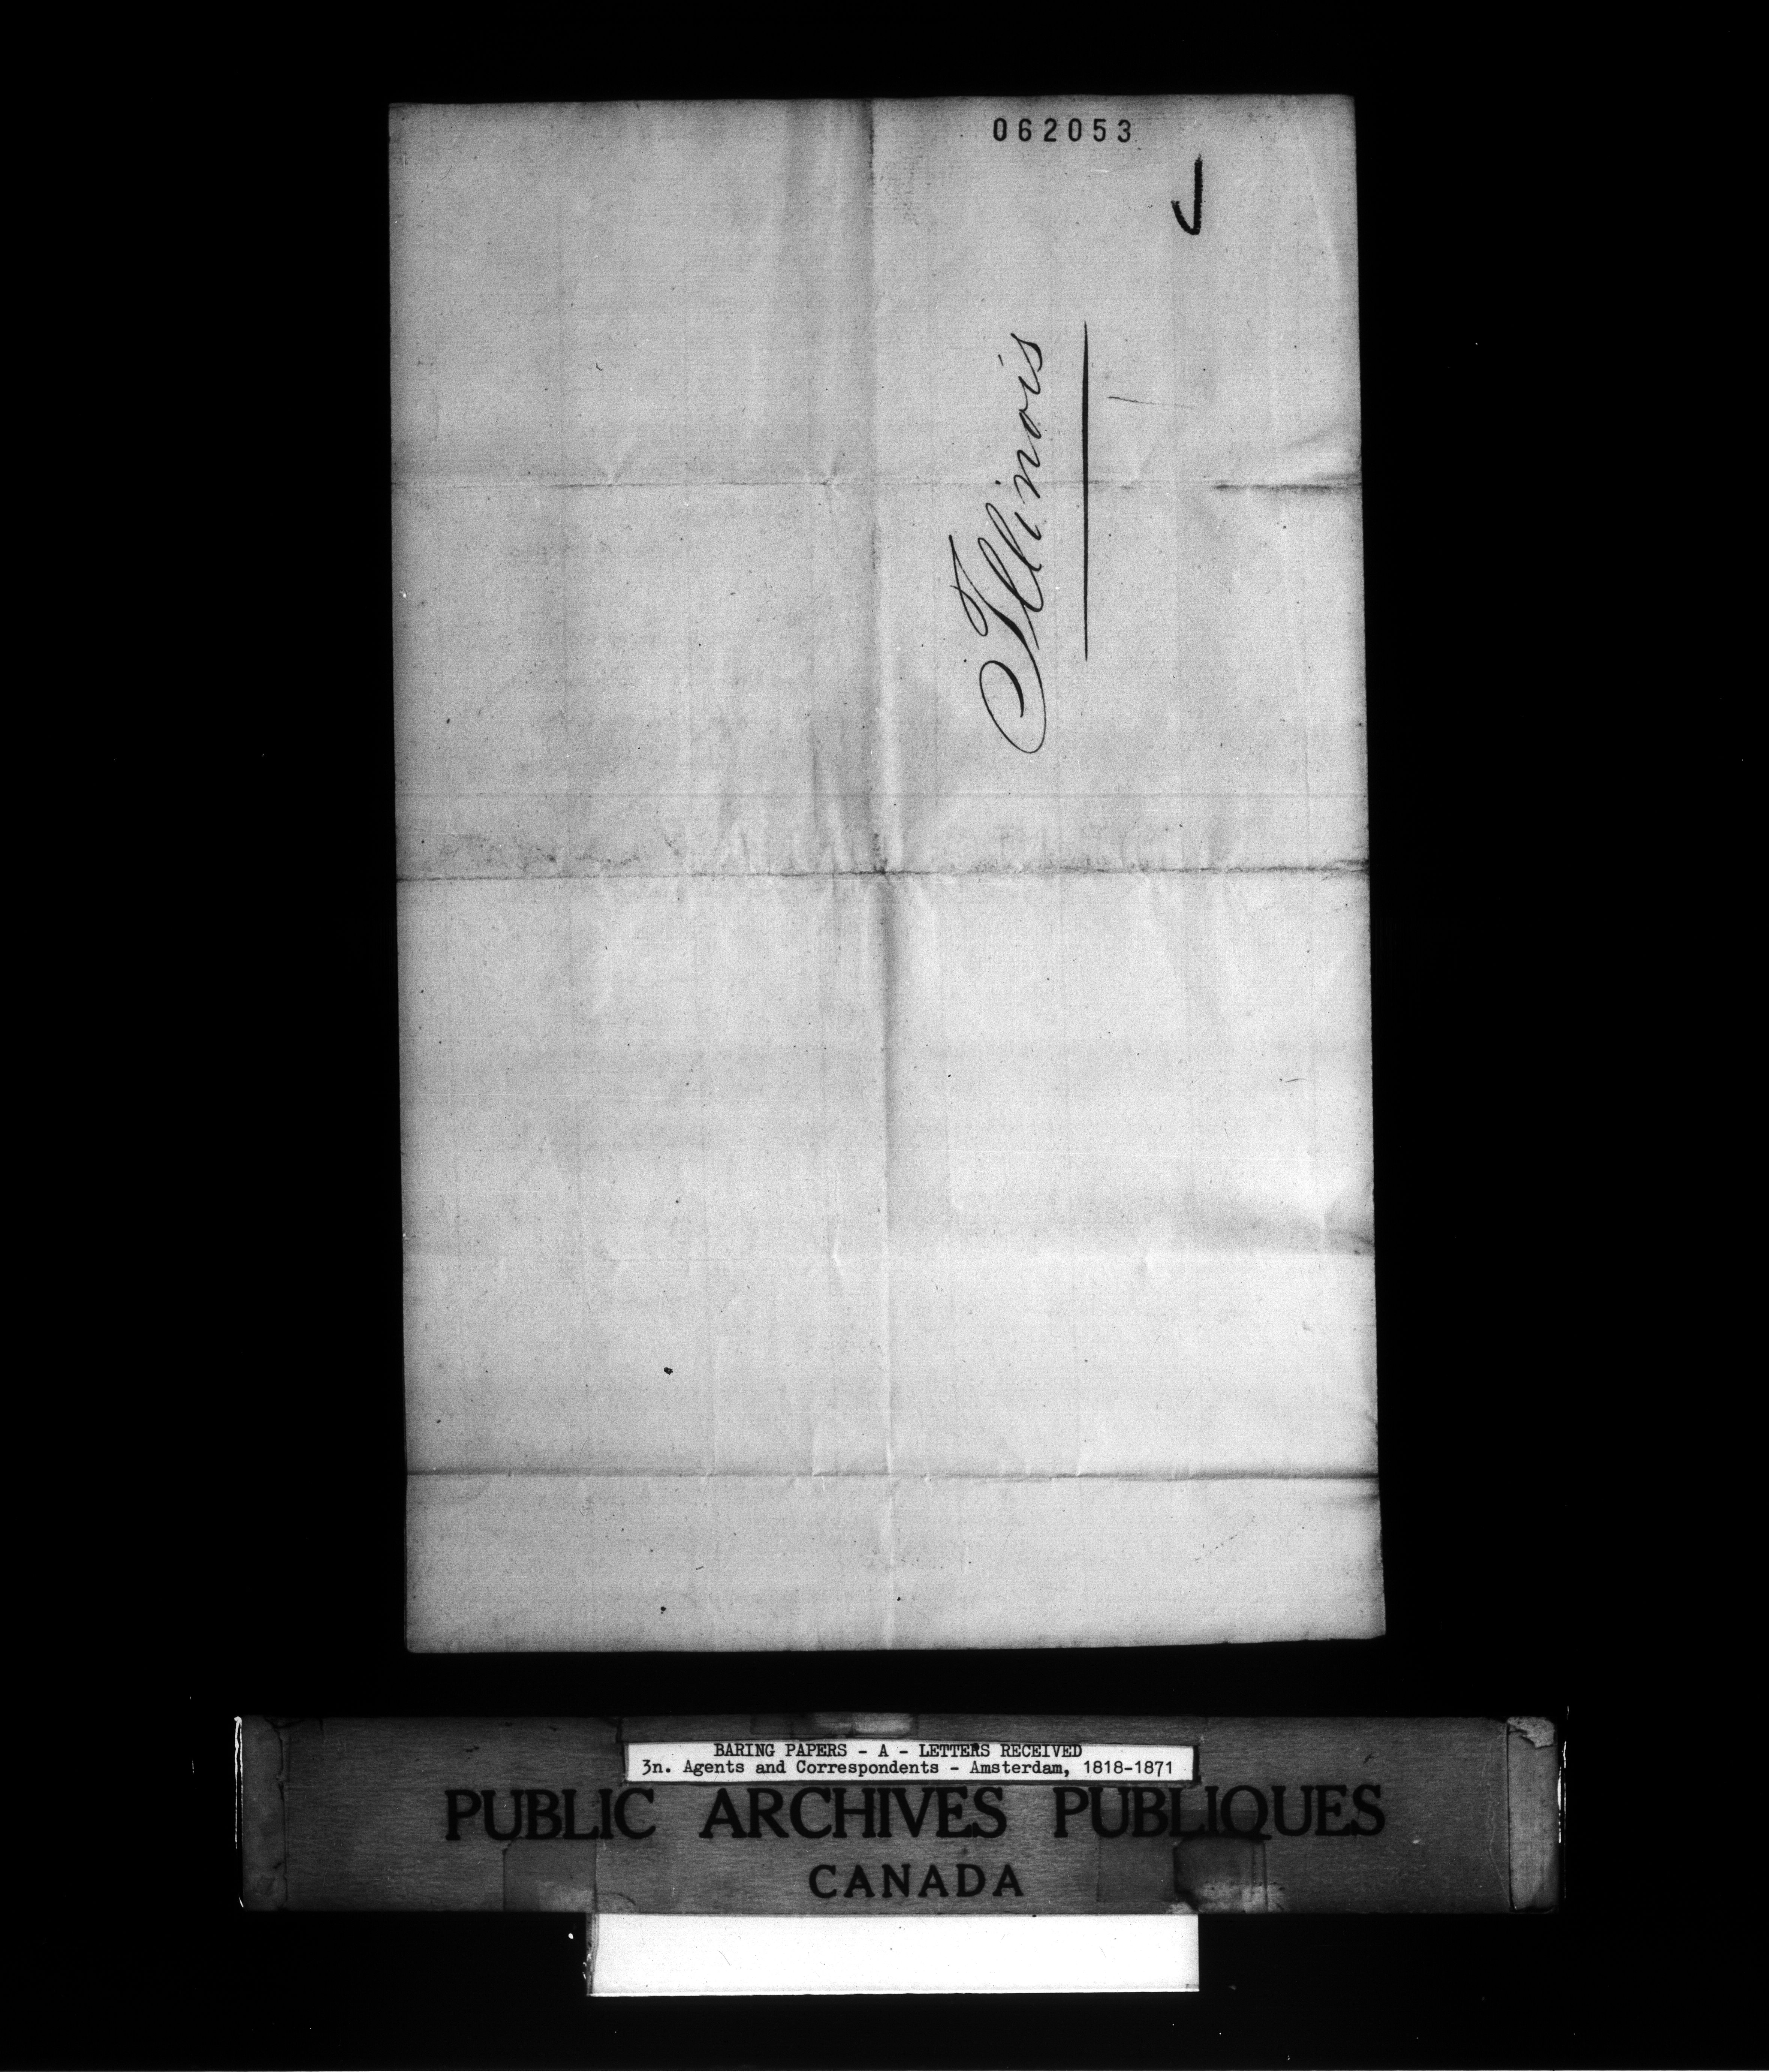 062053
Illinois
BARING PAPERS - A - LETTERS RECEIVED
3n. Agents and Correspondents - Amsterdam, 1818-1871
PUBLIC ARCHIVES PUBLIQUES
CANADA